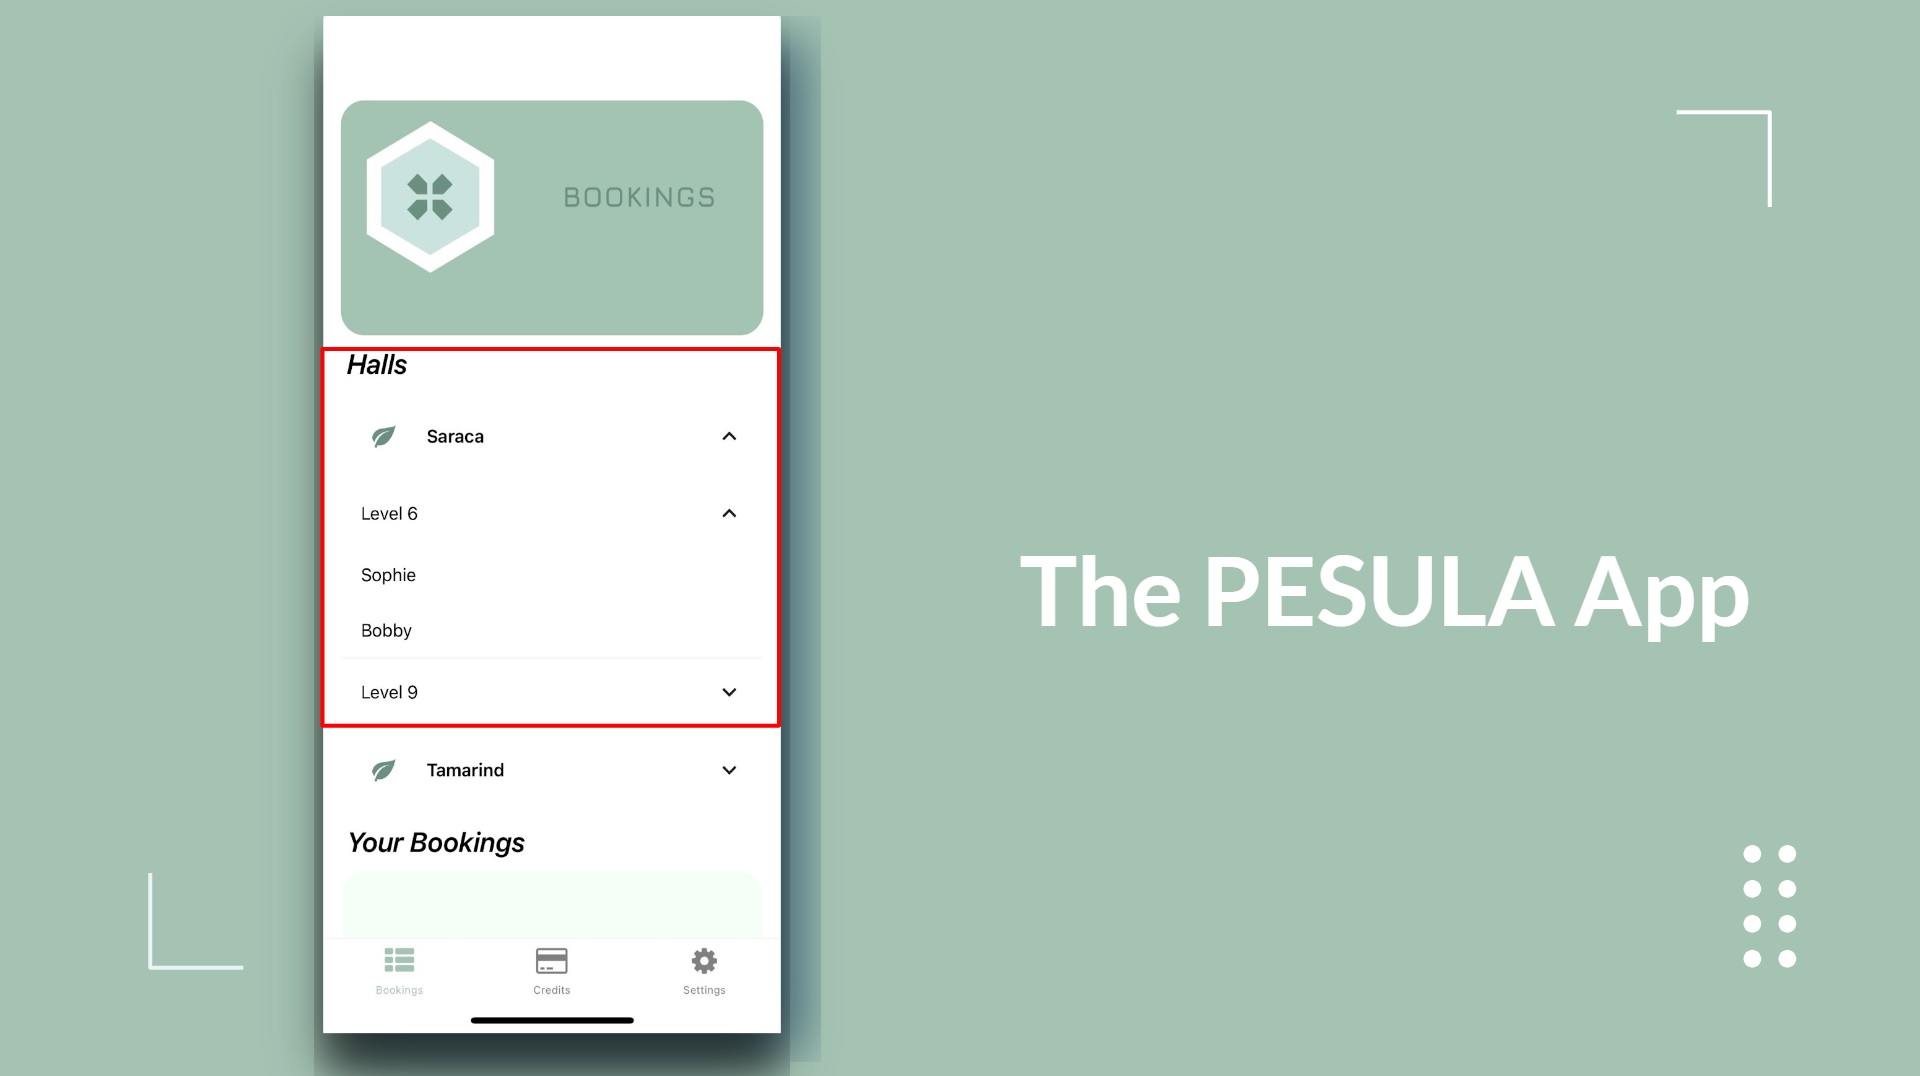 BOOKINGS
Halls
Saraca
Level 6
Sophie
Bobby
Level 9
Tamarind
Your Bookings
Bookings
Credits
Settings
The PESULA App